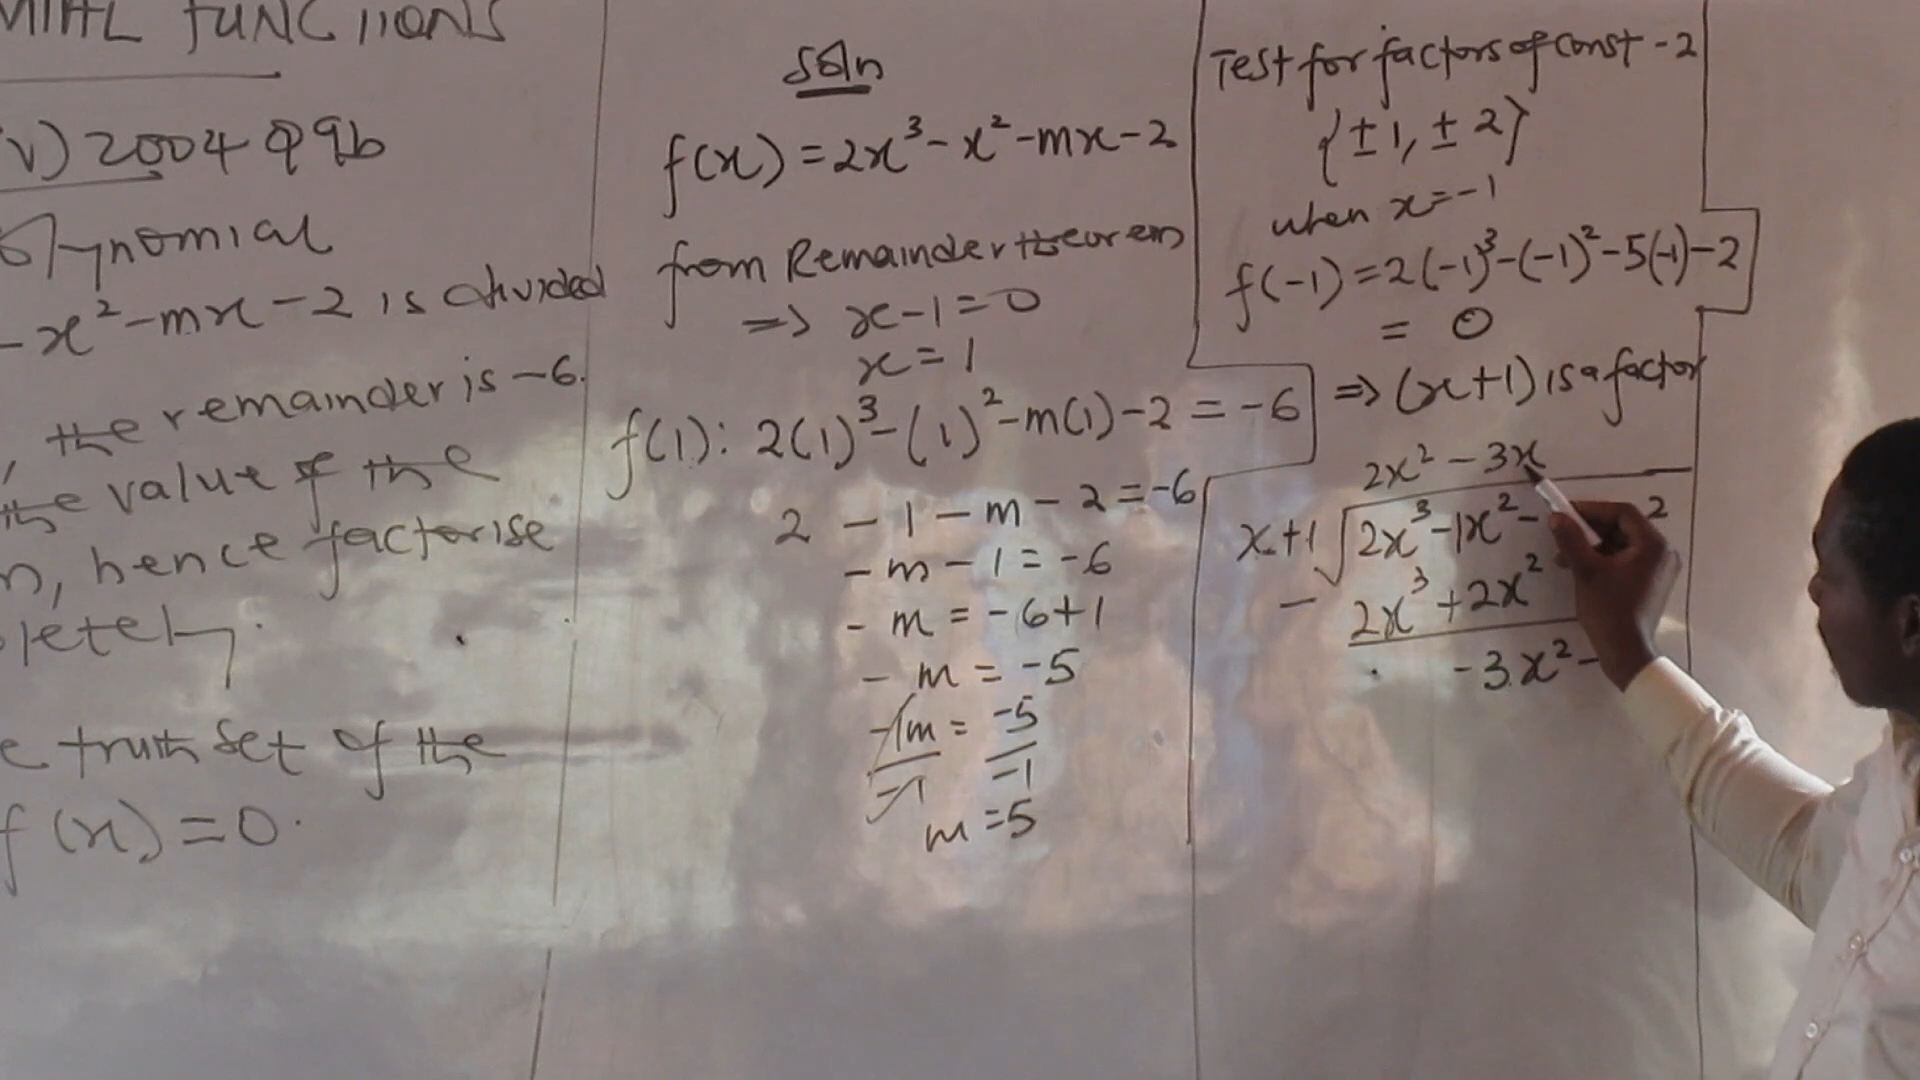 FUNCTIONS
V) 2004 Q9b
olynomial
-x²-mx-2 is divided
, the remainder is -6.
the value of the
n, hence factorise
pletely.
e truth set of the
f(x)=0.
Soln
f(x)=2x³-x²-mx-2
from Remainder theorem
=> x-1=0
x=1
f(1): 2(1)³-(1)²-m(1)-2=-6
2-1-m-2=-6
-m-1=-6
-m=-6+1
-m=-5
-1m = -5
-1 -1
m=5
Test for factors of const -2
{±1, ±2}
when x=-1
f(-1)=2(-1)³-(-1)²-5(-1)-2
= 0
=> (x+1) is a factor
2x²-3x
x+1√2x³-1x²- 2
- 2x³+2x²
-3x²-